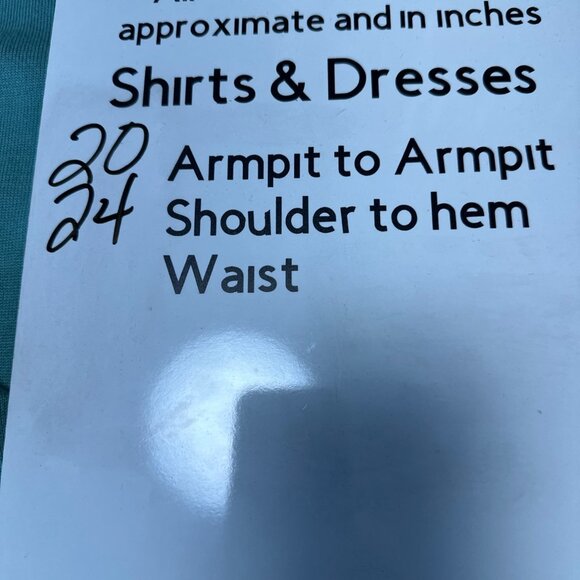 approximate and in inches
Shirts & Dresses
20 Armpit to Armpit
24 Shoulder to hem
Waist